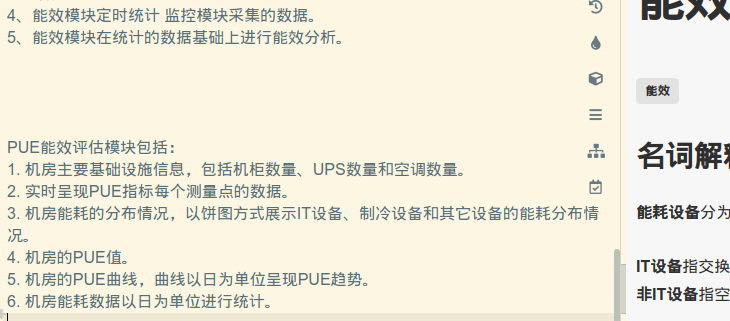 4、能效模块定时统计 监控模块采集的数据。
5、能效模块在统计的数据基础上进行能效分析。
PUE能效评估模块包括：
1. 机房主要基础设施信息，包括机柜数量、UPS数量和空调数量。
2. 实时呈现PUE指标每个测量点的数据。
3. 机房能耗的分布情况，以饼图方式展示IT设备、制冷设备和其它设备的能耗分布情
况。
4. 机房的PUE值。
5. 机房的PUE曲线，曲线以日为单位呈现PUE趋势。
6. 机房能耗数据以日为单位进行统计。
能效
能效
名词解释
能耗设备分为
IT设备指交换
非IT设备指空